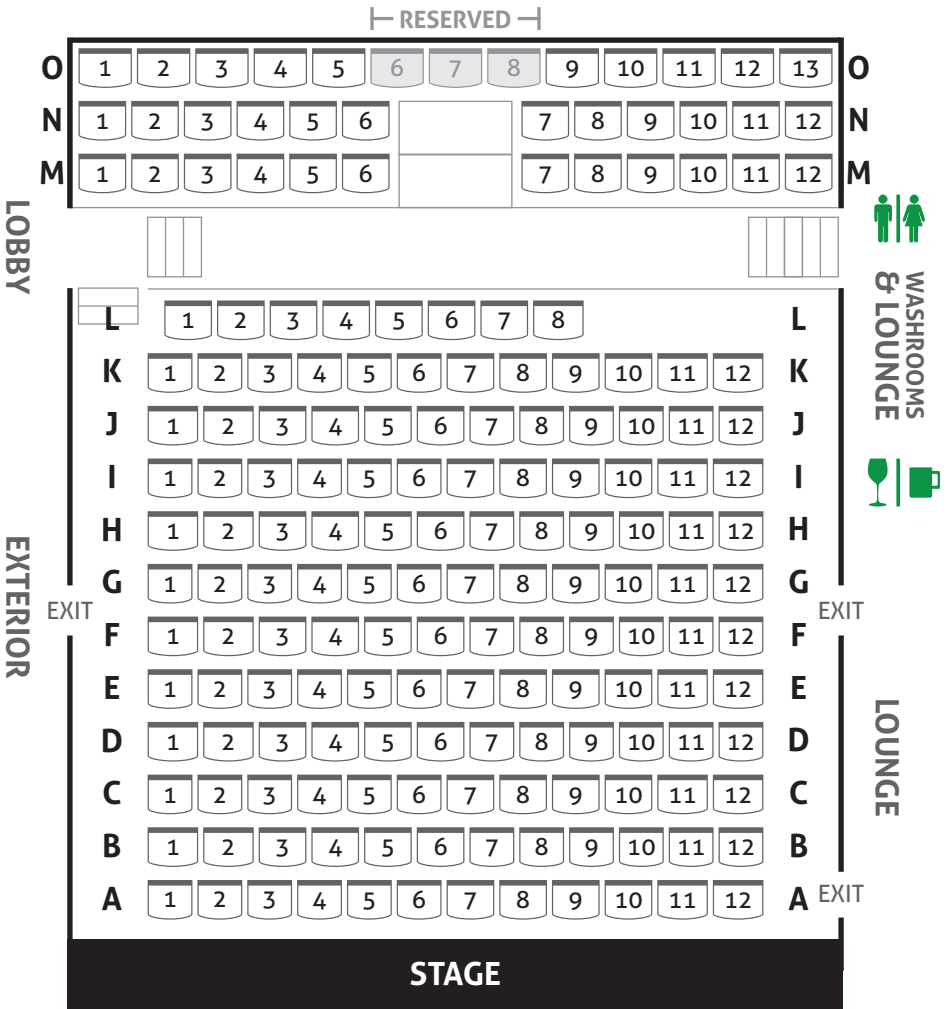 RESERVED
O 1 2 3 4 5 6 7 8 9 10 11 12 13 O
N 1 2 3 4 5 6 7 8 9 10 11 12 N
M 1 2 3 4 5 6 7 8 9 10 11 12 M
LOBBY
WASHROOMS
& LOUNGE
L 1 2 3 4 5 6 7 8 L
K 1 2 3 4 5 6 7 8 9 10 11 12 K
J 1 2 3 4 5 6 7 8 9 10 11 12 J
I 1 2 3 4 5 6 7 8 9 10 11 12 I
H 1 2 3 4 5 6 7 8 9 10 11 12 H
EXTERIOR
G 1 2 3 4 5 6 7 8 9 10 11 12 G
EXIT EXIT
F 1 2 3 4 5 6 7 8 9 10 11 12 F
E 1 2 3 4 5 6 7 8 9 10 11 12 E
D 1 2 3 4 5 6 7 8 9 10 11 12 D
LOUNGE
C 1 2 3 4 5 6 7 8 9 10 11 12 C
B 1 2 3 4 5 6 7 8 9 10 11 12 B
A 1 2 3 4 5 6 7 8 9 10 11 12 A EXIT
STAGE